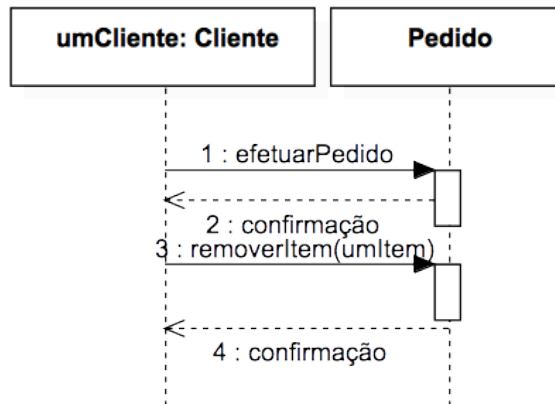 umCliente: Cliente
Pedido
1 : efetuarPedido
2 : confirmação
3 : removerItem(umItem)
4 : confirmação